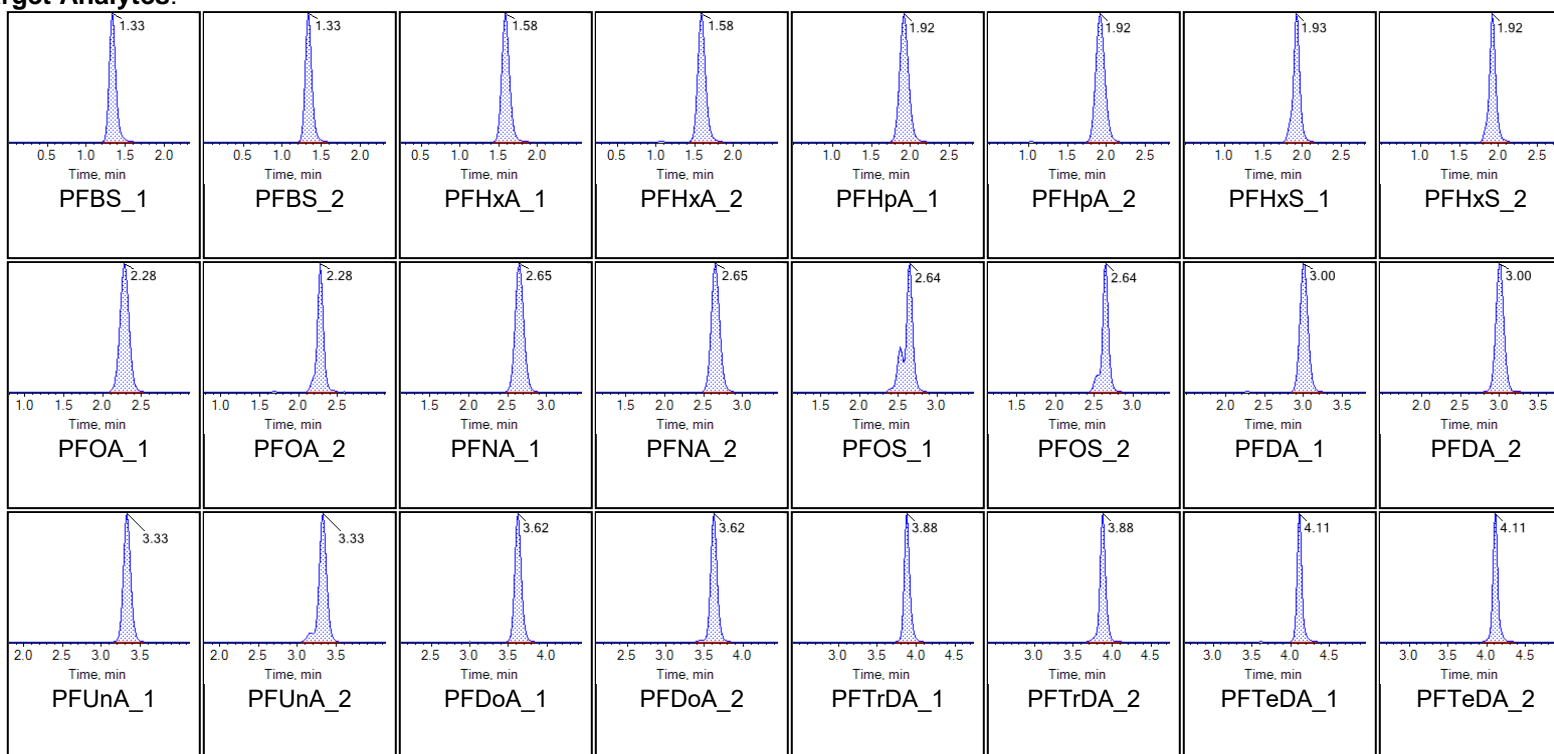 rget Analytes:
1.33 1.33 1.58 1.58 1.92 1.92 1.93 1.92
0.5 1.0 1.5 2.0 0.5 1.0 1.5 2.0 0.5 1.0 1.5 2.0 0.5 1.0 1.5 2.0 1.0 1.5 2.0 2.5 1.0 1.5 2.0 2.5 1.0 1.5 2.0 2.5 1.0 1.5 2.0 2.5
Time, min Time, min Time, min Time, min Time, min Time, min Time, min Time, min
PFBS_1 PFBS_2 PFHxA_1 PFHxA_2 PFHpA_1 PFHpA_2 PFHxS_1 PFHxS_2
2.28 2.28 2.65 2.65 2.64 2.64 3.00 3.00
1.0 1.5 2.0 2.5 1.0 1.5 2.0 2.5 1.5 2.0 2.5 3.0 1.5 2.0 2.5 3.0 1.5 2.0 2.5 3.0 1.5 2.0 2.5 3.0 2.0 2.5 3.0 3.5 2.0 2.5 3.0 3.5
Time, min Time, min Time, min Time, min Time, min Time, min Time, min Time, min
PFOA_1 PFOA_2 PFNA_1 PFNA_2 PFOS_1 PFOS_2 PFDA_1 PFDA_2
3.33 3.33 3.62 3.62 3.88 3.88 4.11 4.11
2.0 2.5 3.0 3.5 2.0 2.5 3.0 3.5 2.5 3.0 3.5 4.0 2.5 3.0 3.5 4.0 3.0 3.5 4.0 4.5 3.0 3.5 4.0 4.5 3.0 3.5 4.0 4.5 3.0 3.5 4.0 4.5
Time, min Time, min Time, min Time, min Time, min Time, min Time, min Time, min
PFUnA_1 PFUnA_2 PFDoA_1 PFDoA_2 PFTrDA_1 PFTrDA_2 PFTeDA_1 PFTeDA_2